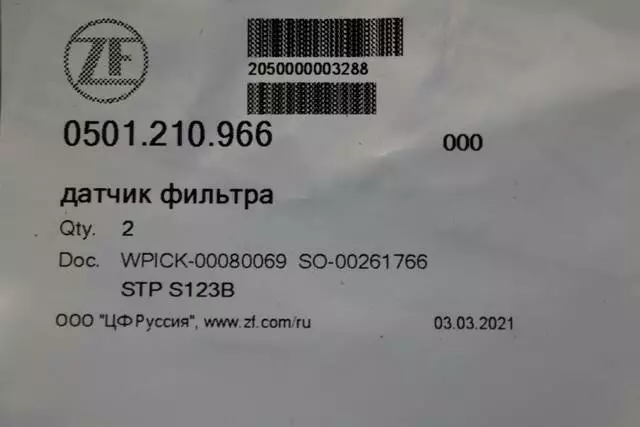 ZF
2050000003288
0501.210.966 000
датчик фильтра
Qty. 2
Doc. WPICK-00080069 SO-00261766
STP S123B
ООО "ЦФ Руссия", www.zf.com/ru 03.03.2021